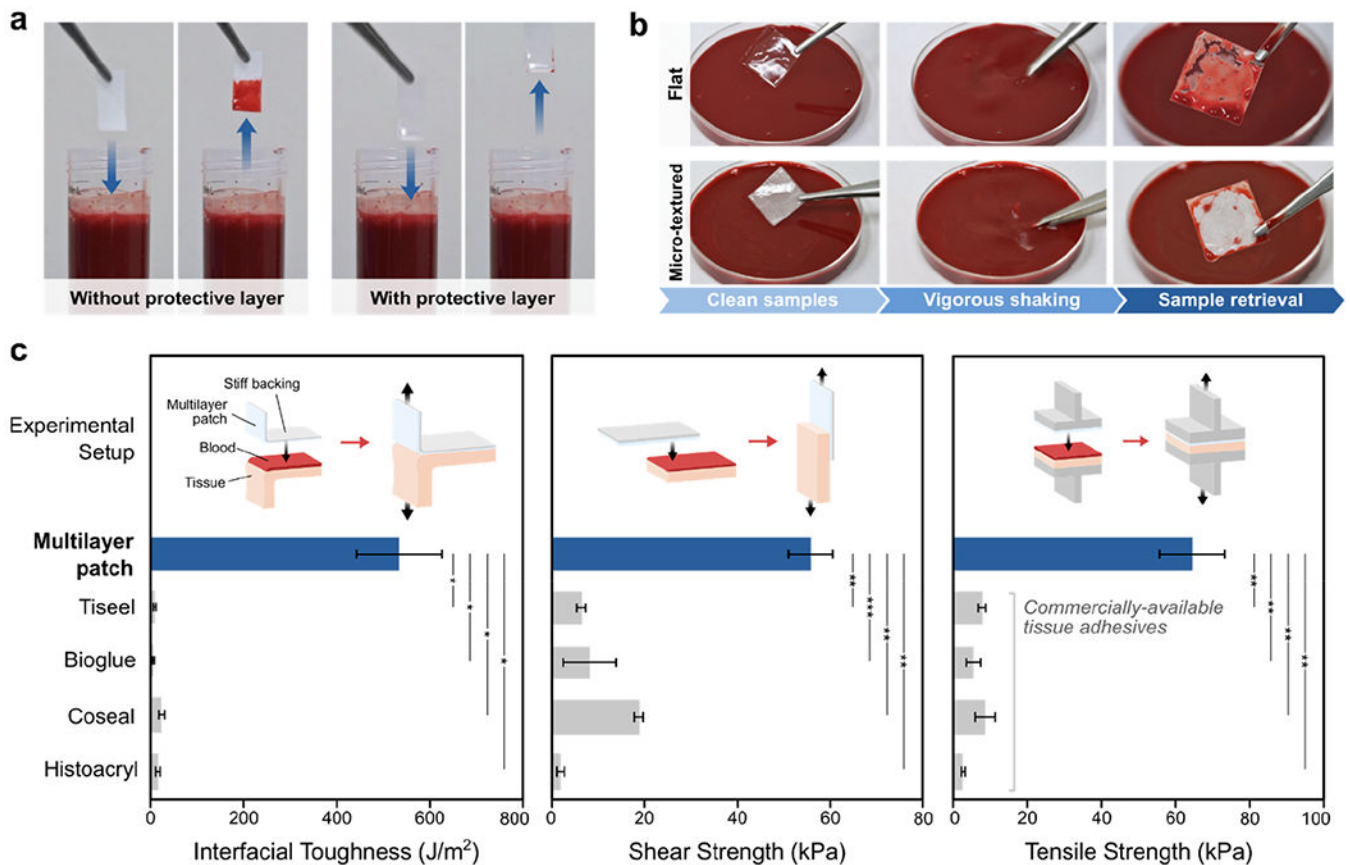 a
Without protective layer
With protective layer
b
Flat
Micro-textured
Clean samples
Vigorous shaking
Sample retrieval
c
Experimental
Setup
Multilayer
patch
Tiseel
Bioglue
Coseal
Histoacryl
Stiff backing
Multilayer
patch
Blood
Tissue
*
*
*
*
0 200 400 600 800
Interfacial Toughness (J/m²)
**
***
**
**
0 20 40 60 80
Shear Strength (kPa)
**
**
**
**
Commercially-available
tissue adhesives
0 20 40 60 80 100
Tensile Strength (kPa)